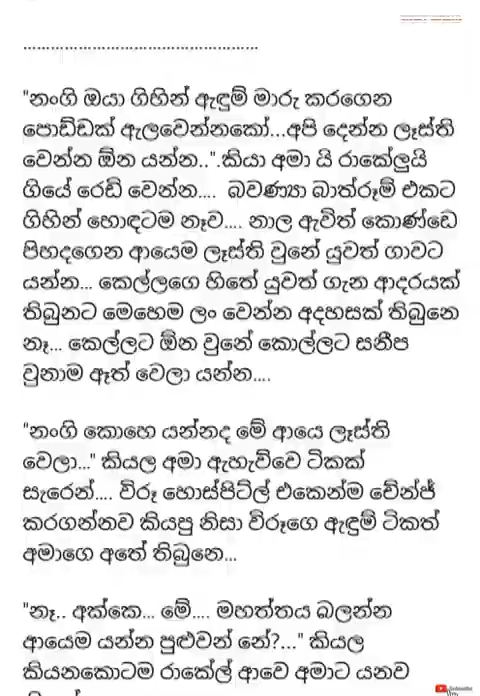 ................................................
"නංගි ඔයා ගිහින් ඇඳුම් මාරු කරගෙන
පොඩ්ඩක් ඇලවෙන්නකෝ...අපි දෙන්න ලෑස්ති
වෙන්න ඕන යන්න..".කියා අමා යි රාකේලුයි
ගියේ රෙඩි වෙන්න.... බවණ්‍යා බාත්රූම් එකට
ගිහින් හොඳටම නෑව.... නාල ඇවිත් කොණ්ඩෙ
පිහදගෙන ආයෙම ලෑස්ති වුනේ යුවත් ගාවට
යන්න... කෙල්ලගෙ හිතේ යුවත් ගැන ආදරයක්
තිබුනට මෙහෙම ලං වෙන්න අදහසක් තිබුනෙ
නෑ... කෙල්ලට ඕන වුනේ කොල්ලට සනීප
වුනාම ඈත් වෙලා යන්න....
"නංගි කොහෙ යන්නද මේ ආයෙ ලෑස්ති
වෙලා..." කියල අමා ඇහැව්වෙ ටිකක්
සැරෙන්.... විරූ හොස්පිට්ල් එකෙන්ම චේන්ජ්
කරගන්නව කියපු නිසා විරූගෙ ඇඳුම් ටිකත්
අමාගෙ අතේ තිබුනෙ...
"නෑ.. අක්කෙ... මේ.... මහත්තය බලන්න
ආයෙම යන්න පුළුවන් නේ?..." කියල
කියනකොටම රාකේල් ආවෙ අමාට යනව